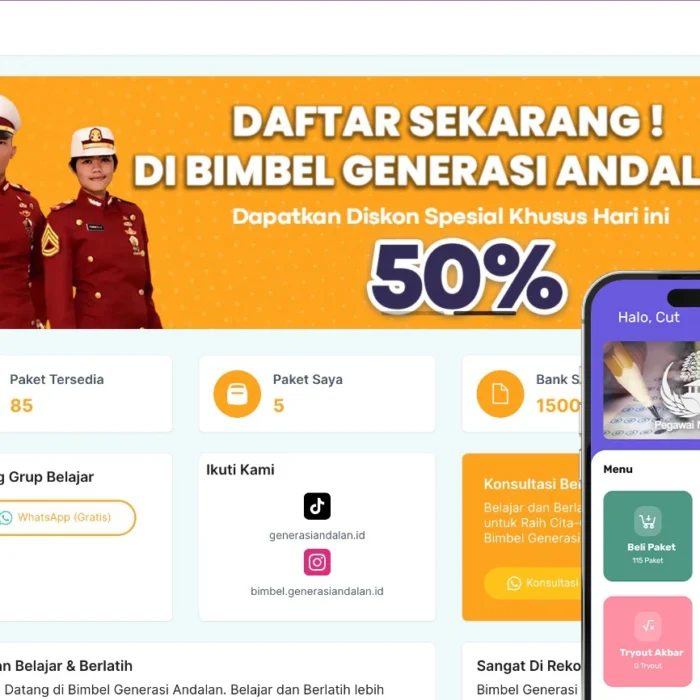 DAFTAR SEKARANG !
DI BIMBEL GENERASI ANDAL
Dapatkan Diskon Spesial Khusus Hari ini
50%
Paket Tersedia
85
Paket Saya
5
Bank S
1500
g Grup Belajar
WhatsApp (Gratis)
Ikuti Kami
generasiandalan.id
bimbel.generasiandalan.id
Konsultasi Be
Belajar dan Berla
untuk Raih Cita-
Bimbel Generasi
Konsultasi
n Belajar & Berlatih
Datang di Bimbel Generasi Andalan. Belajar dan Berlatih lebih
Sangat Di Reko
Bimbel Generasi
Halo, Cut
Pegawai N
Menu
Beli Paket
115 Paket
Tryout Akbar
0 Tryout